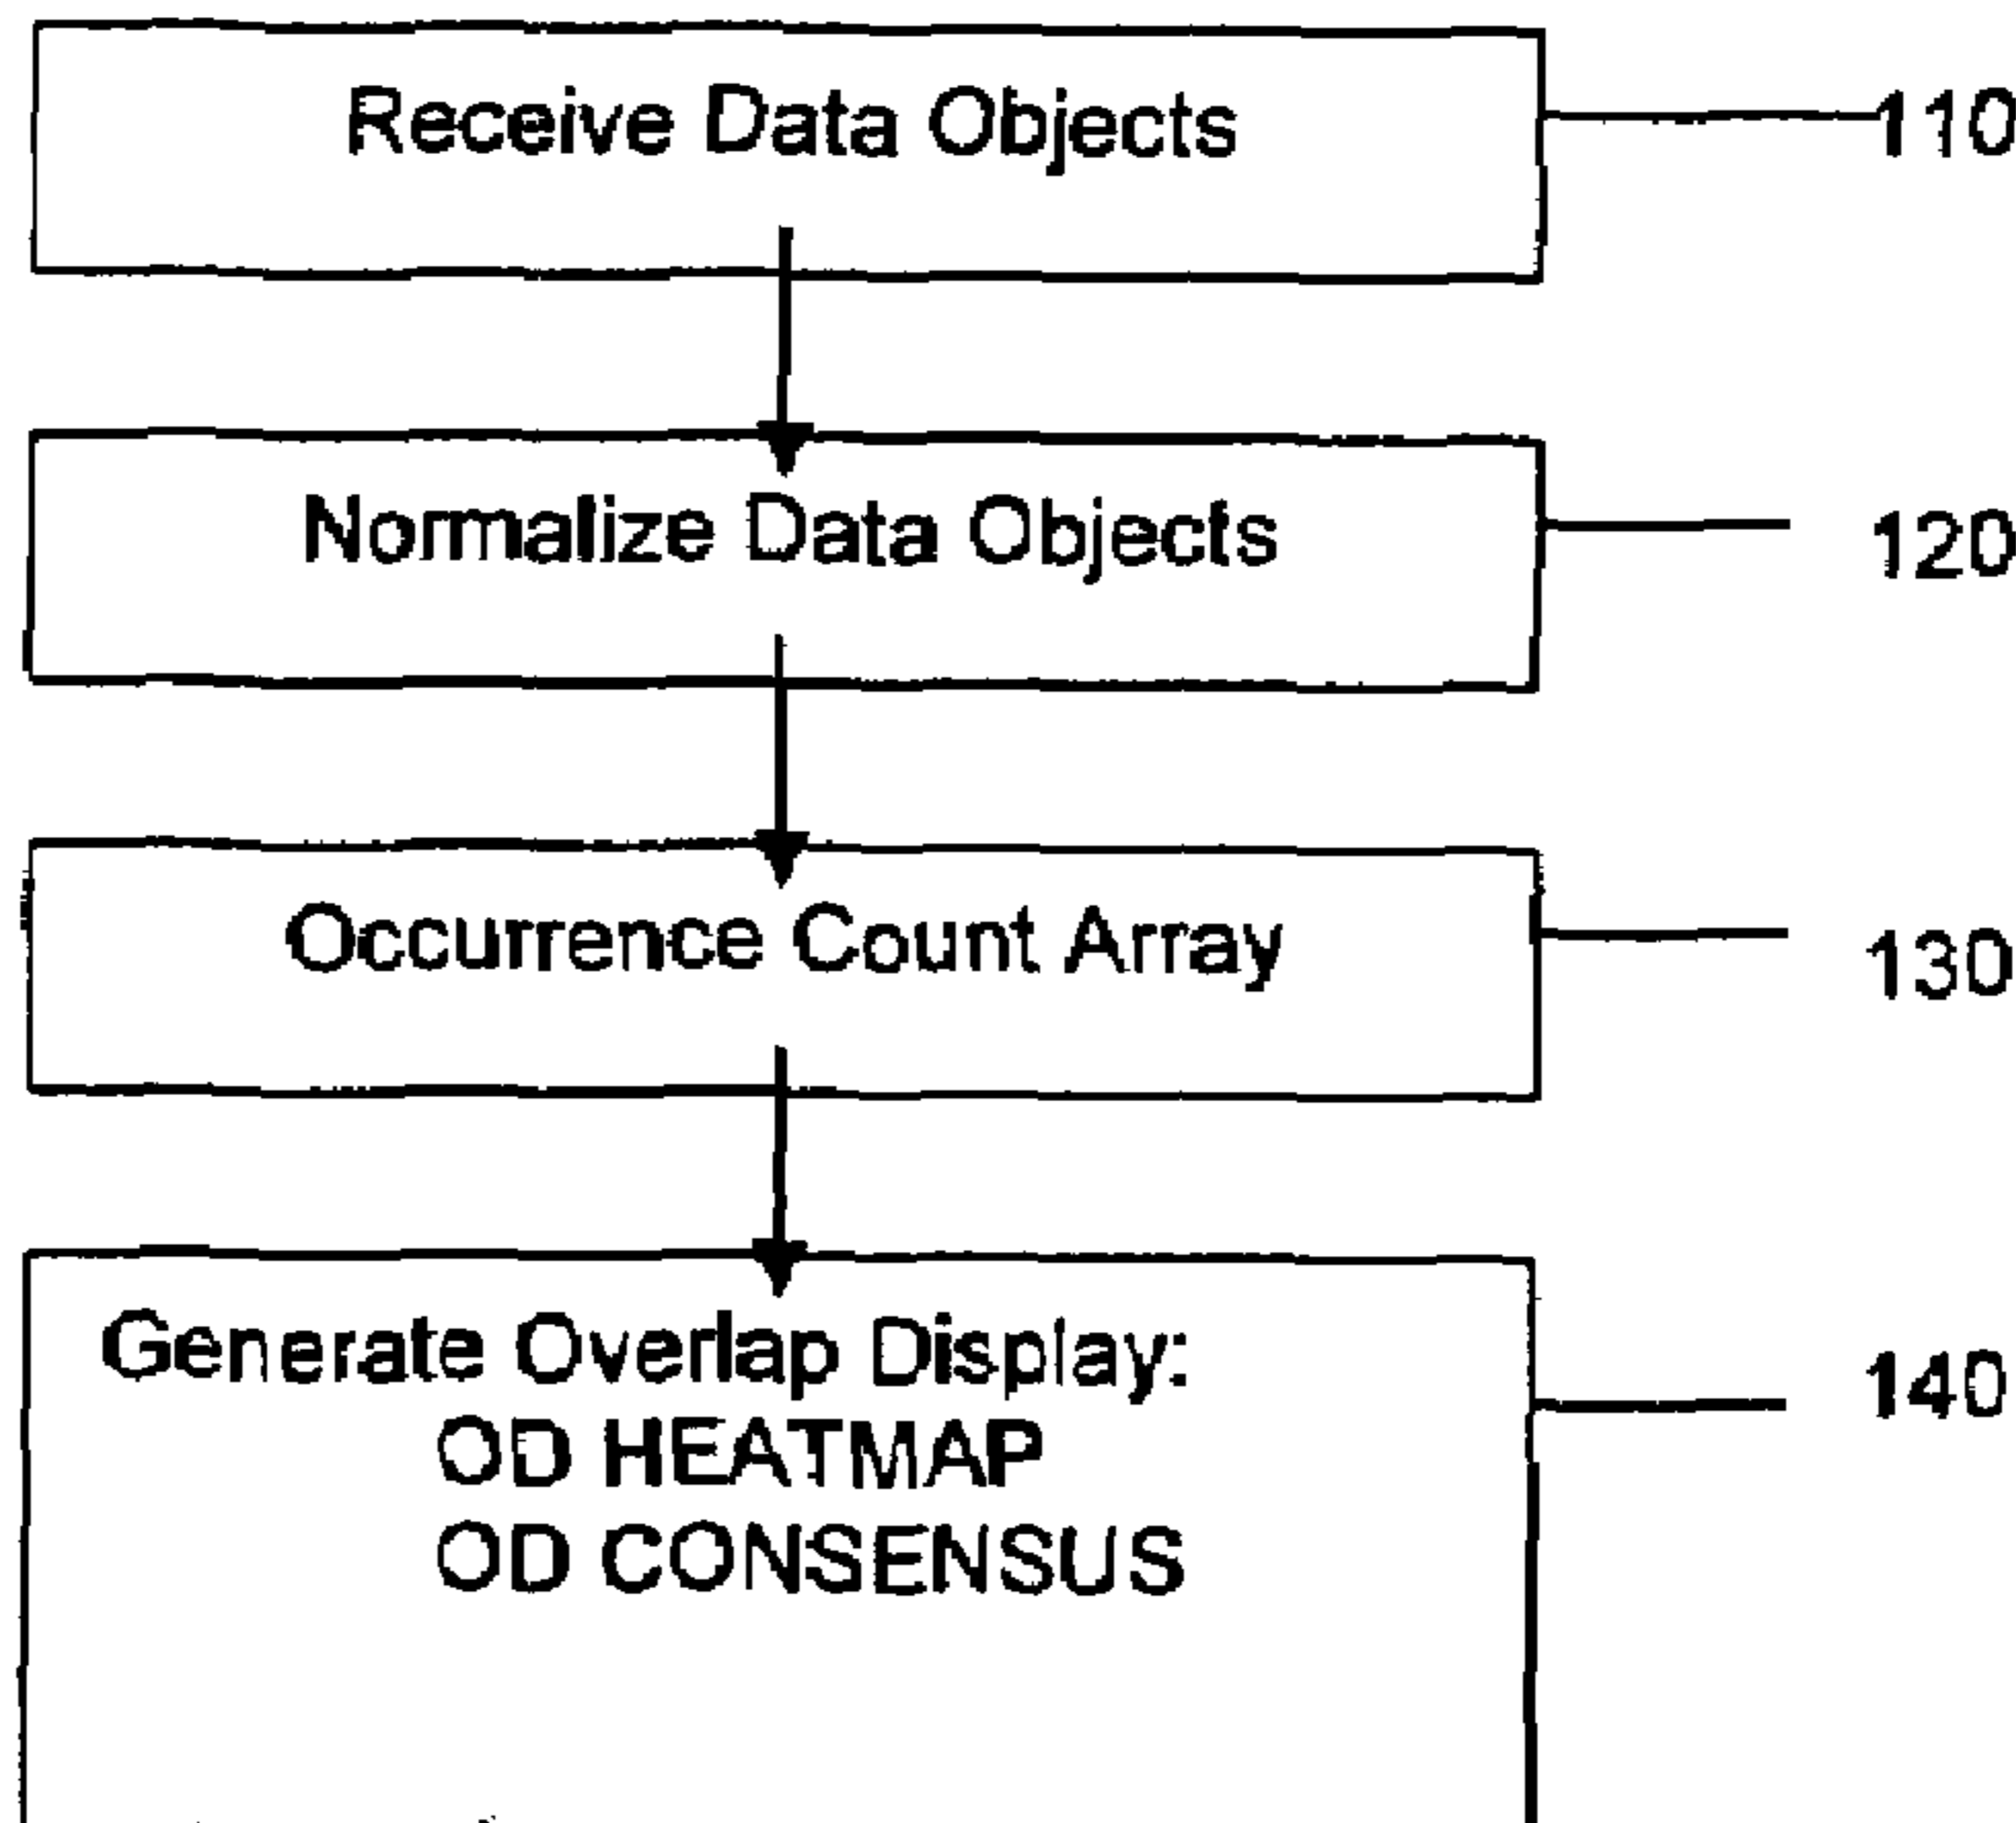 Receive Data Objects
110
Normalize Data Objects
120
Occurrence Count Array
130
Generate Overlap Display:
140
OD HEATMAP
OD CONSENSUS